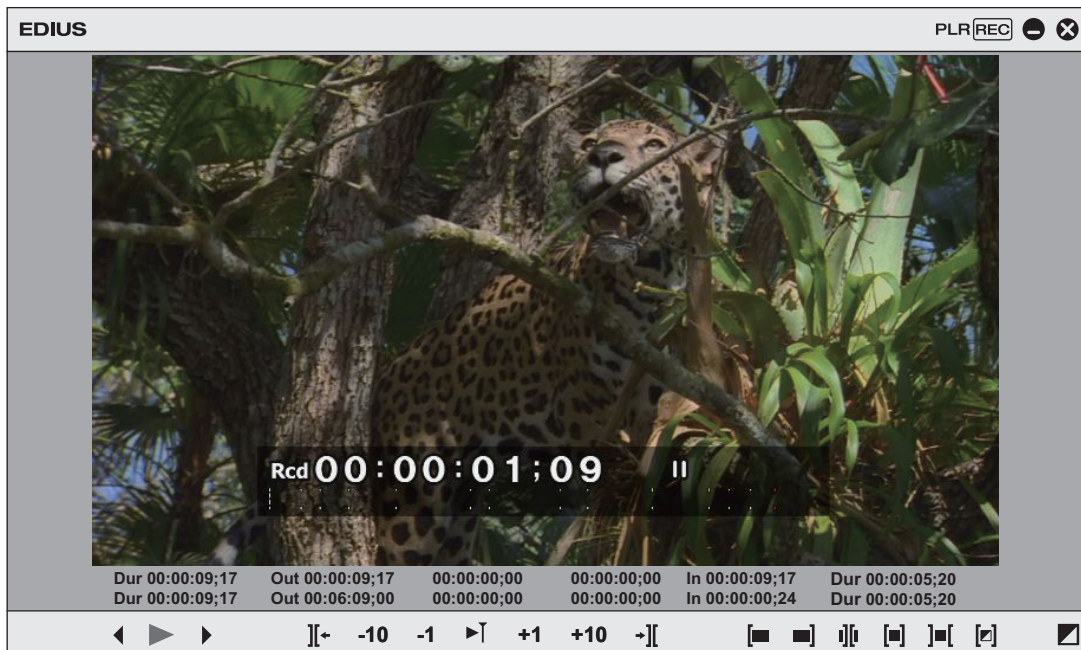 EDIUS
PLR REC
Rcd 00:00:01;09
Dur 00:00:09;17 Out 00:00:09;17 00:00:00;00 00:00:00;00 In 00:00:09;17 Dur 00:00:05;20
Dur 00:00:09;17 Out 00:06:09;00 00:00:00;00 00:00:00;00 In 00:00:00;24 Dur 00:00:05;20
-10 -1 +1 +10